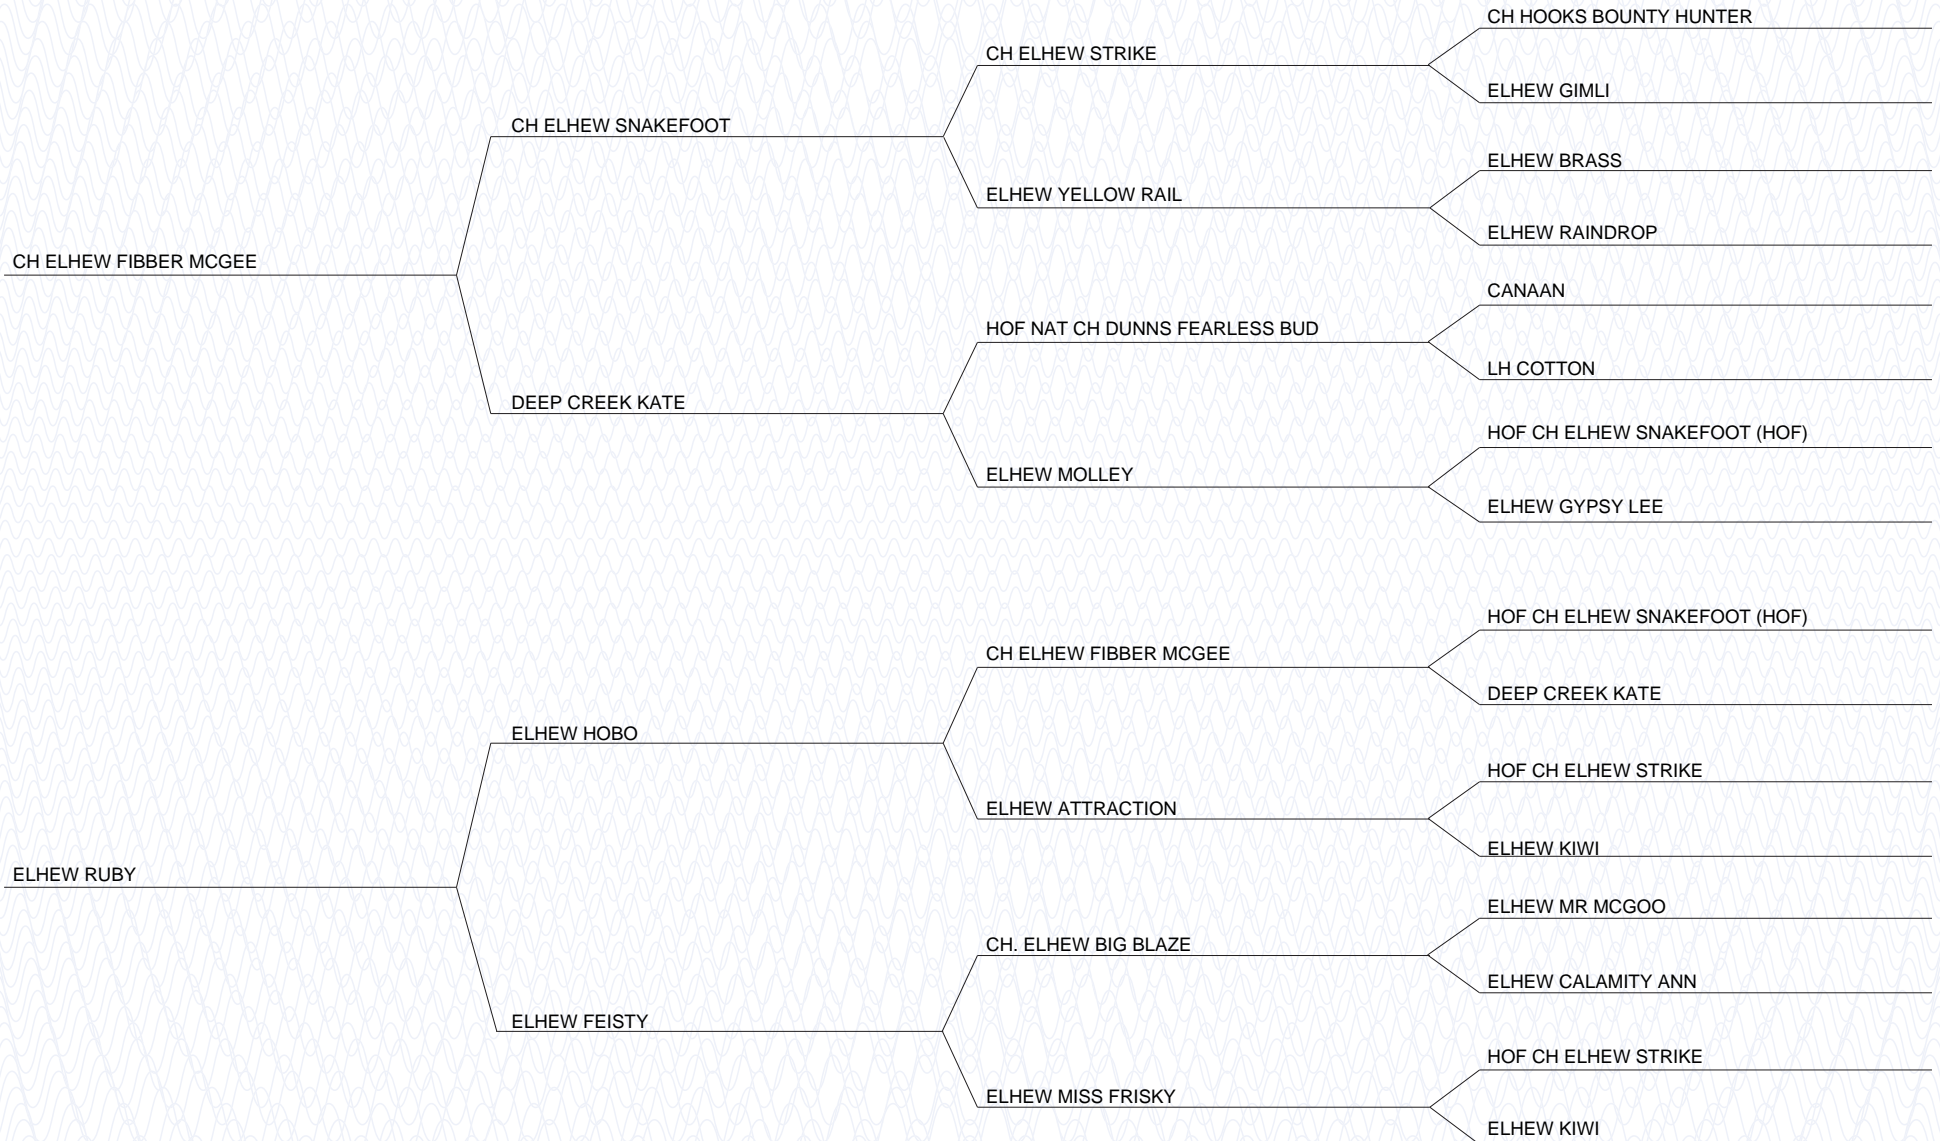 CH HOOKS BOUNTY HUNTER
CH ELHEW STRIKE
ELHEW GIMLI
CH ELHEW SNAKEFOOT
ELHEW BRASS
ELHEW YELLOW RAIL
ELHEW RAINDROP
CH ELHEW FIBBER MCGEE
CANAAN
HOF NAT CH DUNNS FEARLESS BUD
LH COTTON
DEEP CREEK KATE
HOF CH ELHEW SNAKEFOOT (HOF)
ELHEW MOLLEY
ELHEW GYPSY LEE
HOF CH ELHEW SNAKEFOOT (HOF)
CH ELHEW FIBBER MCGEE
DEEP CREEK KATE
ELHEW HOBO
HOF CH ELHEW STRIKE
ELHEW ATTRACTION
ELHEW KIWI
ELHEW RUBY
ELHEW MR MCGOO
CH. ELHEW BIG BLAZE
ELHEW CALAMITY ANN
ELHEW FEISTY
HOF CH ELHEW STRIKE
ELHEW MISS FRISKY
ELHEW KIWI